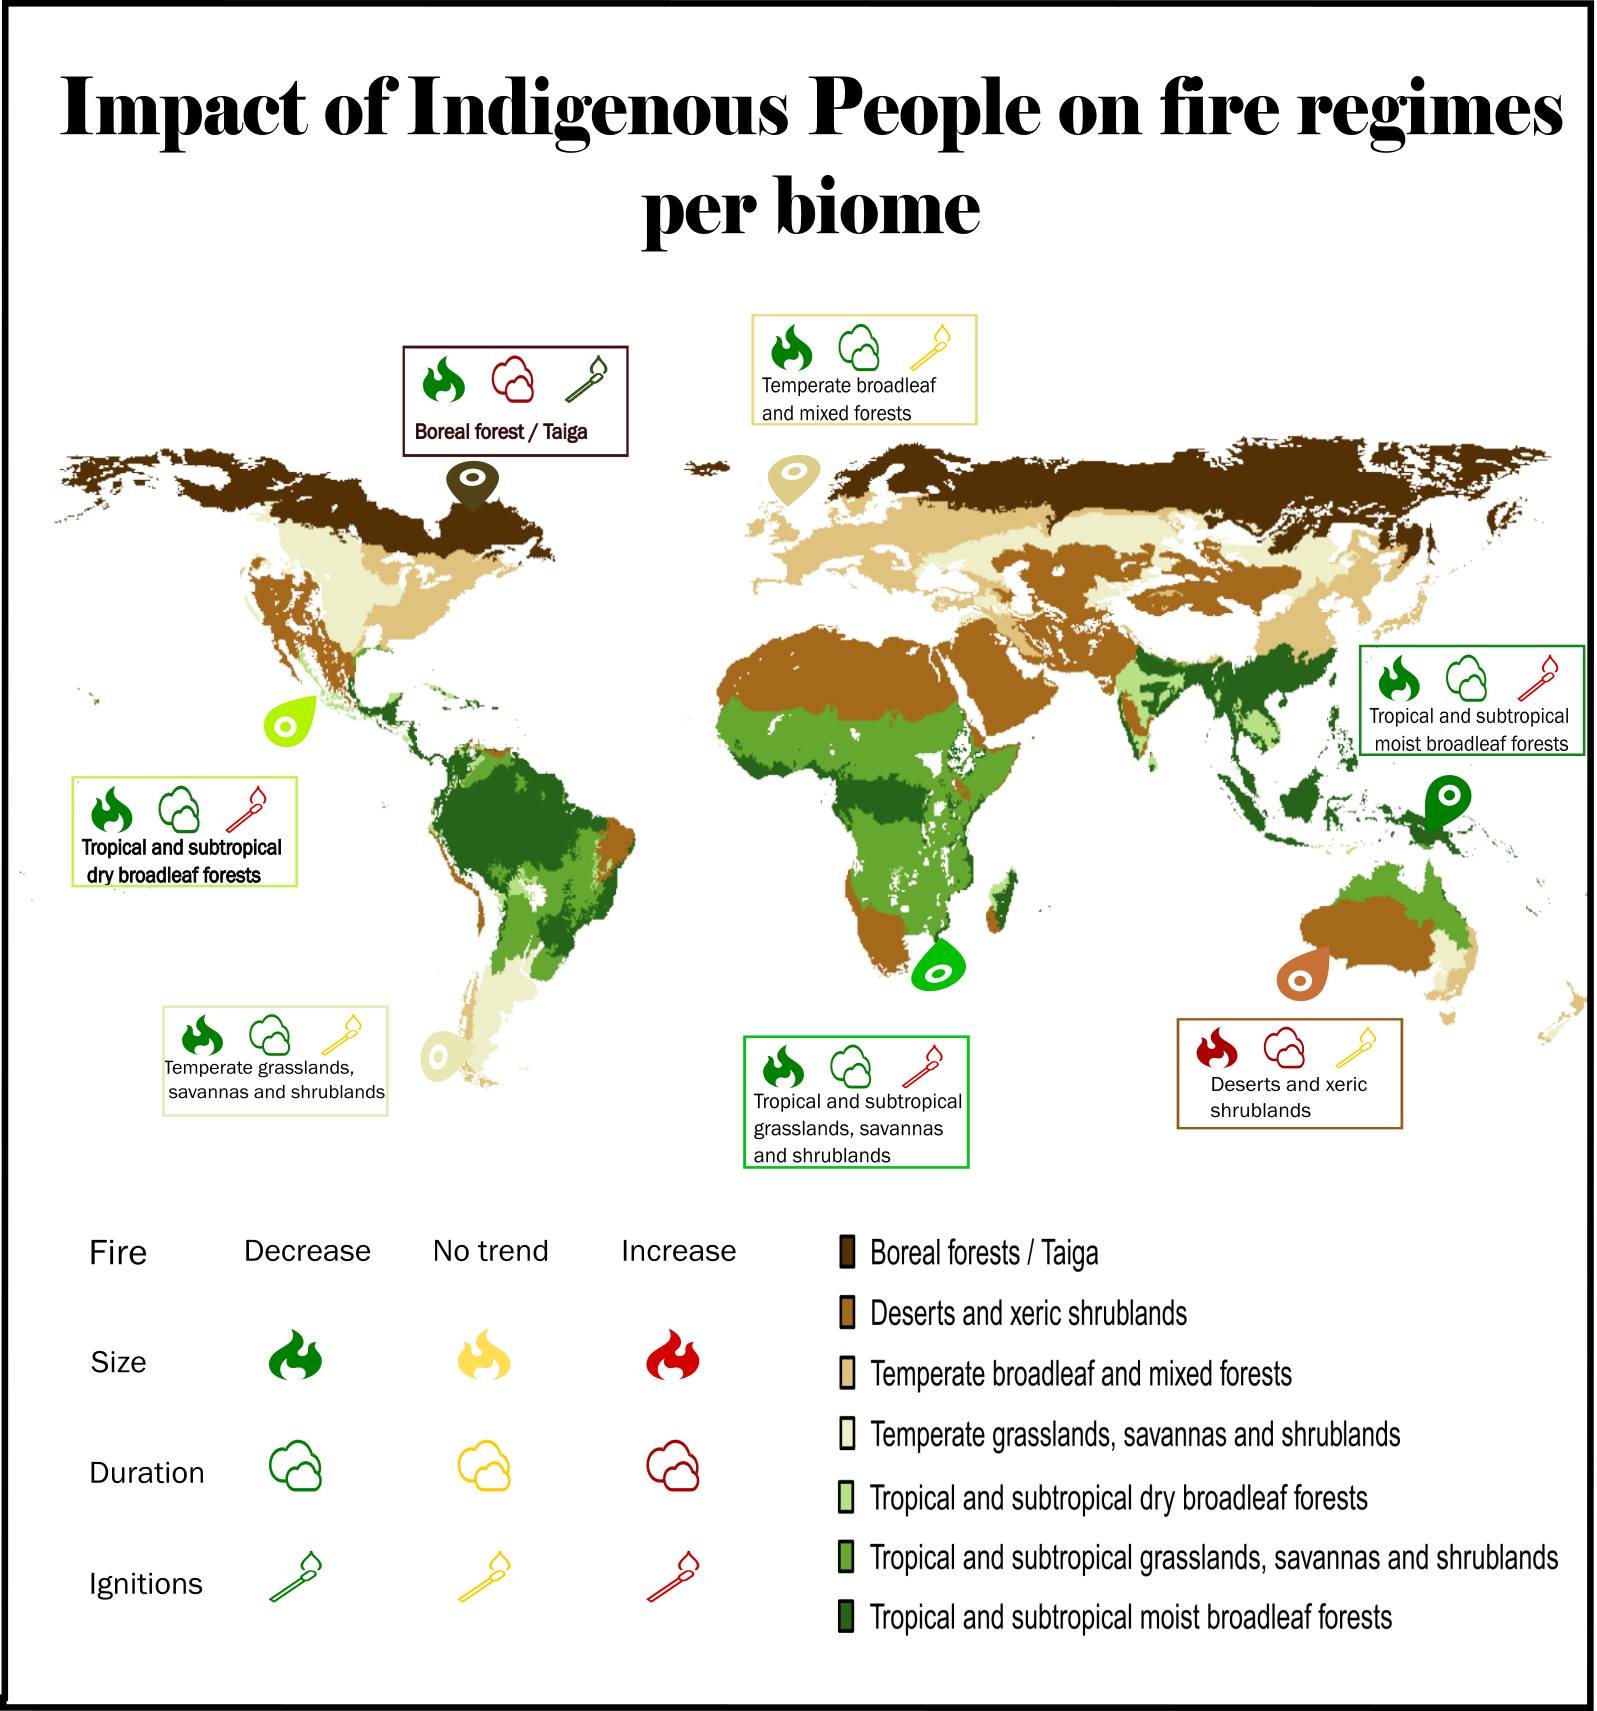 Impact of Indigenous People on fire regimes
per biome
Temperate broadleaf
and mixed forests
Boreal forest / Taiga
Tropical and subtropical
moist broadleaf forests
Tropical and subtropical
dry broadleaf forests
Temperate grasslands,
savannas and shrublands
Tropical and subtropical
grasslands, savannas
and shrublands
Deserts and xeric
shrublands
Fire Decrease No trend Increase
Size
Duration
Ignitions
Boreal forests / Taiga
Deserts and xeric shrublands
Temperate broadleaf and mixed forests
Temperate grasslands, savannas and shrublands
Tropical and subtropical dry broadleaf forests
Tropical and subtropical grasslands, savannas and shrublands
Tropical and subtropical moist broadleaf forests